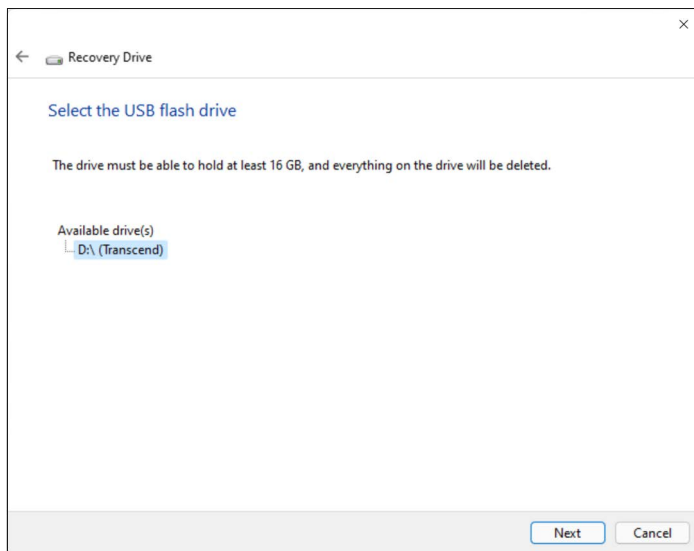 Recovery Drive
Select the USB flash drive
The drive must be able to hold at least 16 GB, and everything on the drive will be deleted.
Available drive(s)
D:\ (Transcend)
Next Cancel